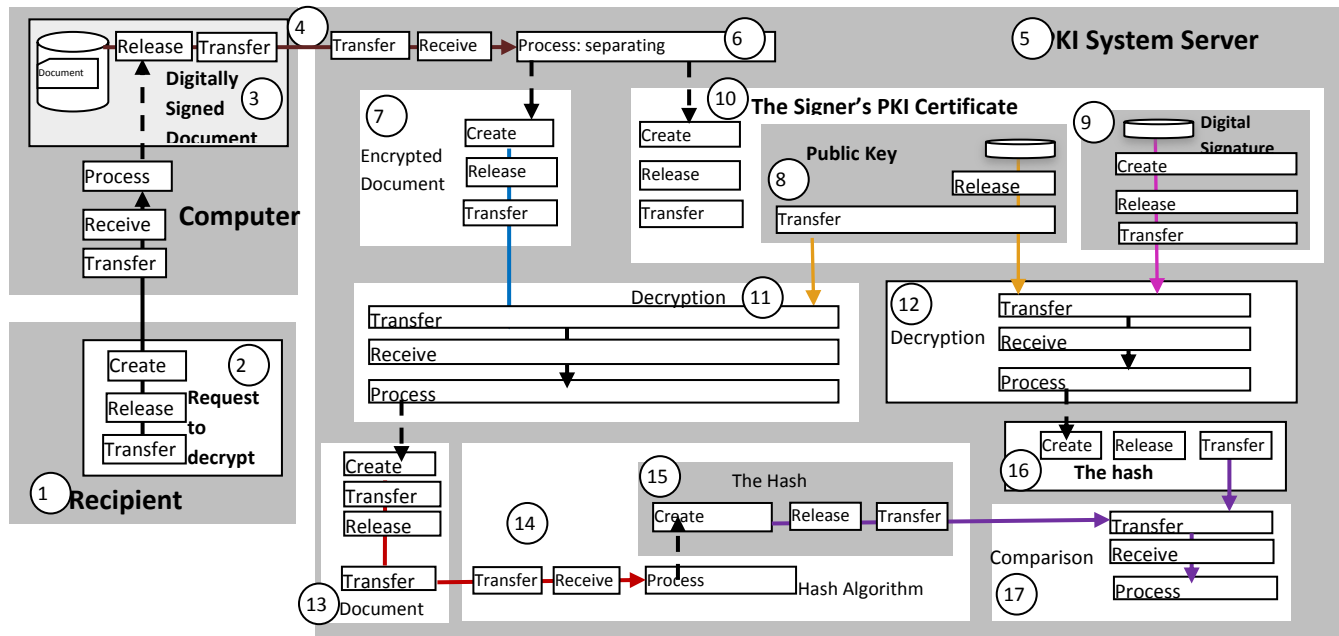 4
5
KI System Server
Release
Transfer
Transfer
Receive
Process: separating
6
Document
Digitally
Signed
Document
3
7
10
The Signer's PKI Certificate
9
Digital
Signature
Create
Create
Public Key
Create
Encrypted
Document
Release
Release
8
Release
Release
Process
Transfer
Transfer
Transfer
Transfer
Receive
Computer
Transfer
Decryption
11
12
Transfer
Transfer
Decryption
Receive
Receive
Process
Process
Create
2
Release
Request
to
decrypt
Transfer
1
Recipient
Create
Release
Transfer
16
The hash
Create
Transfer
Release
15
The Hash
14
Create
Release
Transfer
Transfer
Comparison
Receive
Process
17
Transfer
Transfer
Receive
Process
Hash Algorithm
13
Document